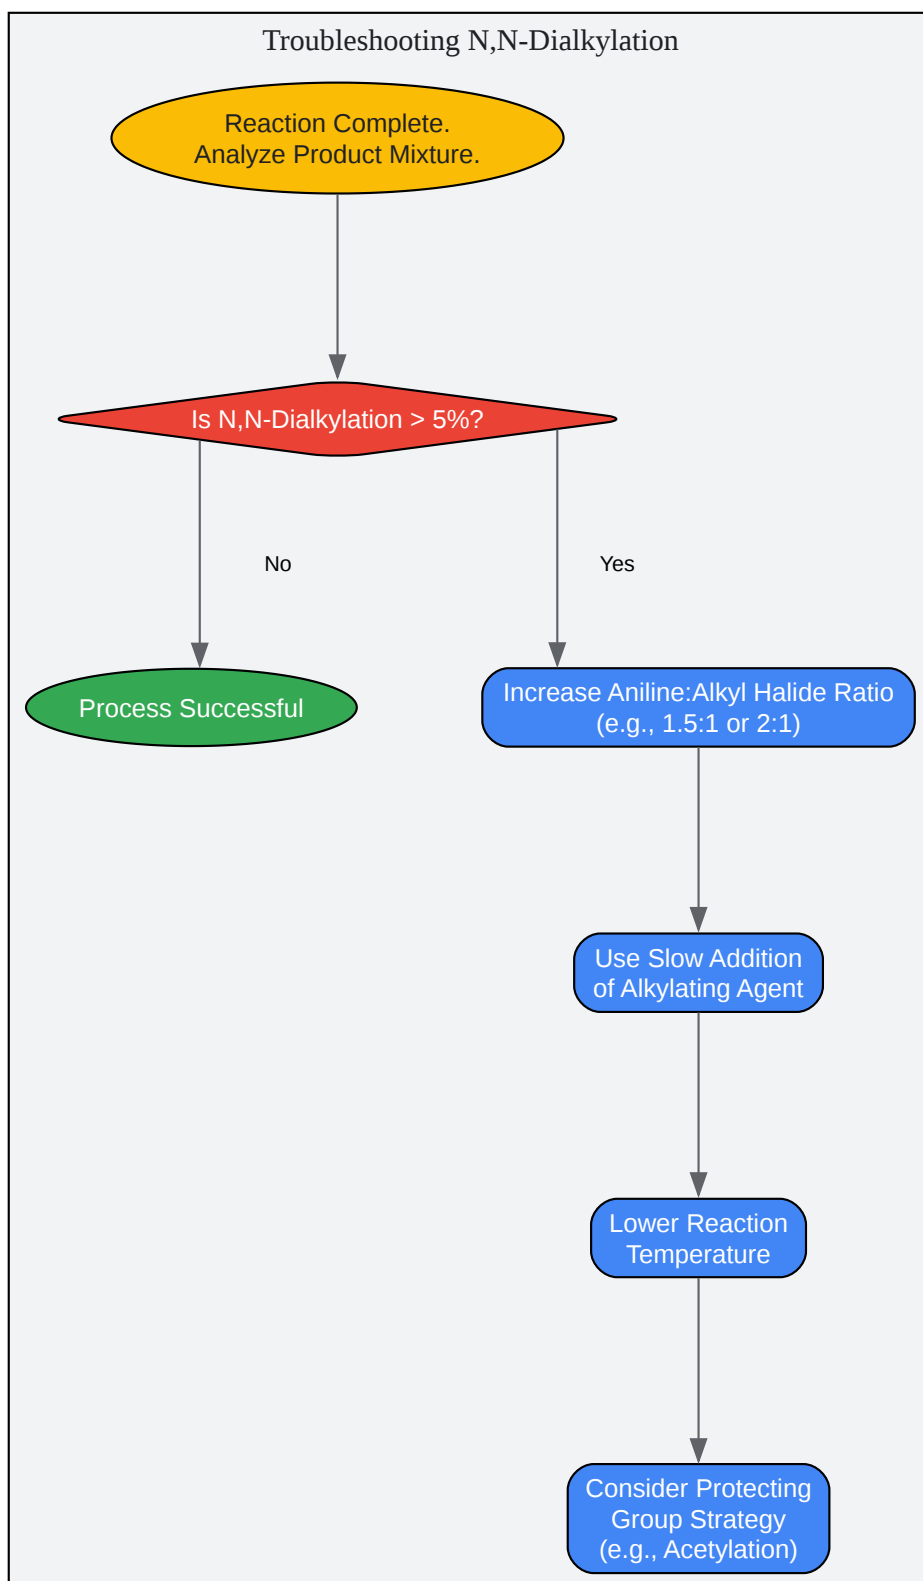 Troubleshooting N,N-Dialkylation
Reaction Complete.
Analyze Product Mixture.
Is N,N-Dialkylation > 5%?
No
Yes
Process Successful
Increase Aniline:Alkyl Halide Ratio
(e.g., 1.5:1 or 2:1)
Use Slow Addition
of Alkylating Agent
Lower Reaction
Temperature
Consider Protecting
Group Strategy
(e.g., Acetylation)